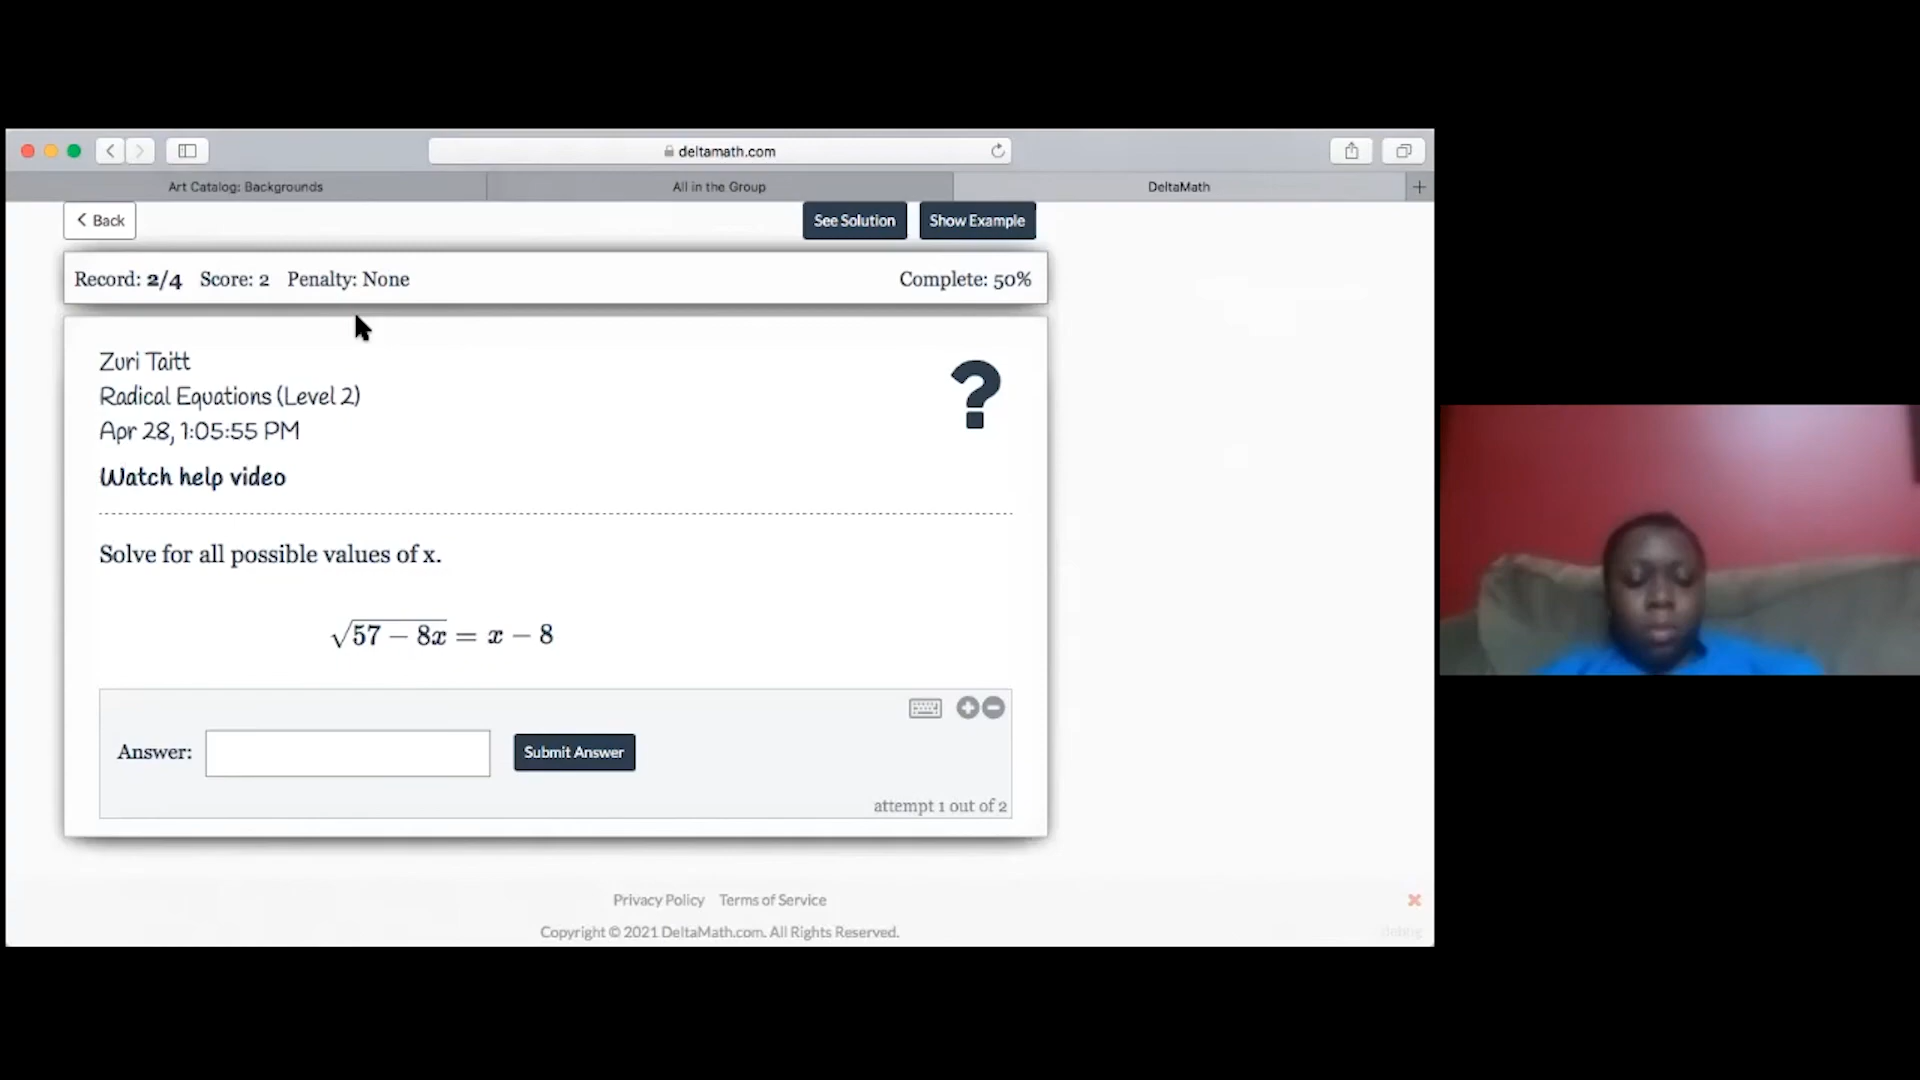 deltamath.com
Art Catalog: Backgrounds
All in the Group
DeltaMath
Back
See Solution
Show Example
Record: 2/4 Score: 2 Penalty: None
Complete: 50%
Zuri Taitt
Radical Equations (Level 2)
Apr 28, 1:05:55 PM
?
Watch help video
Solve for all possible values of x.
√57 − 8x = x − 8
Answer:
Submit Answer
attempt 1 out of 2
Privacy Policy Terms of Service
Copyright © 2021 DeltaMath.com. All Rights Reserved.
debug